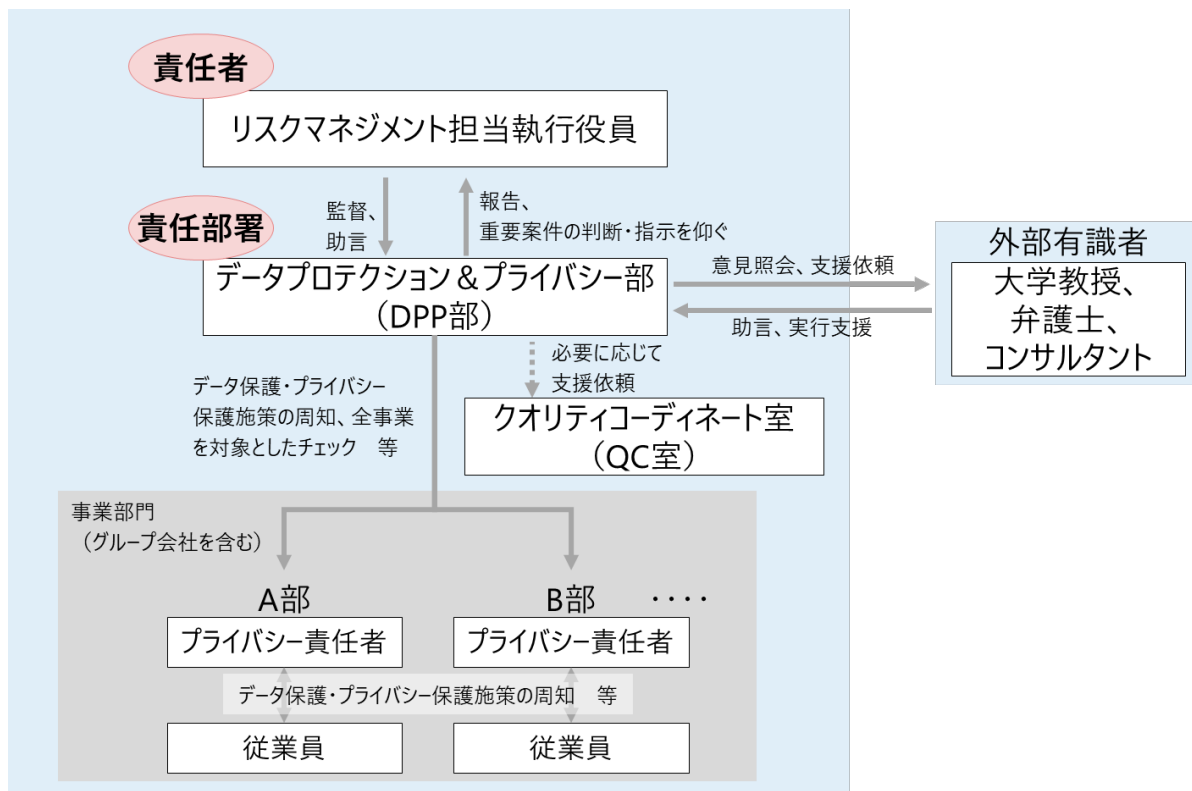 責任者
リスクマネジメント担当執行役員
監督、
助言
報告、
重要案件の判断・指示を仰ぐ
責任部署
データプロテクション＆プライバシー部
（DPP部）
意見照会、支援依頼
助言、実行支援
外部有識者
大学教授、
弁護士、
コンサルタント
必要に応じて
支援依頼
クオリティコーディネート室
（QC室）
データ保護・プライバシー
保護施策の周知、全事業
を対象としたチェック　等
事業部門
（グループ会社を含む）
A部
B部
・・・・
プライバシー責任者
プライバシー責任者
データ保護・プライバシー保護施策の周知　等
従業員
従業員